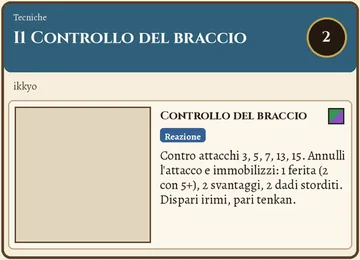 Tecniche
Il Controllo del braccio
2
ikkyo
Controllo del braccio
Reazione
Contro attacchi 3, 5, 7, 13, 15. Annulli
l'attacco e immobilizzi: 1 ferita (2
con 5+), 2 svantaggi, 2 dadi storditi.
Dispari irimi, pari tenkan.